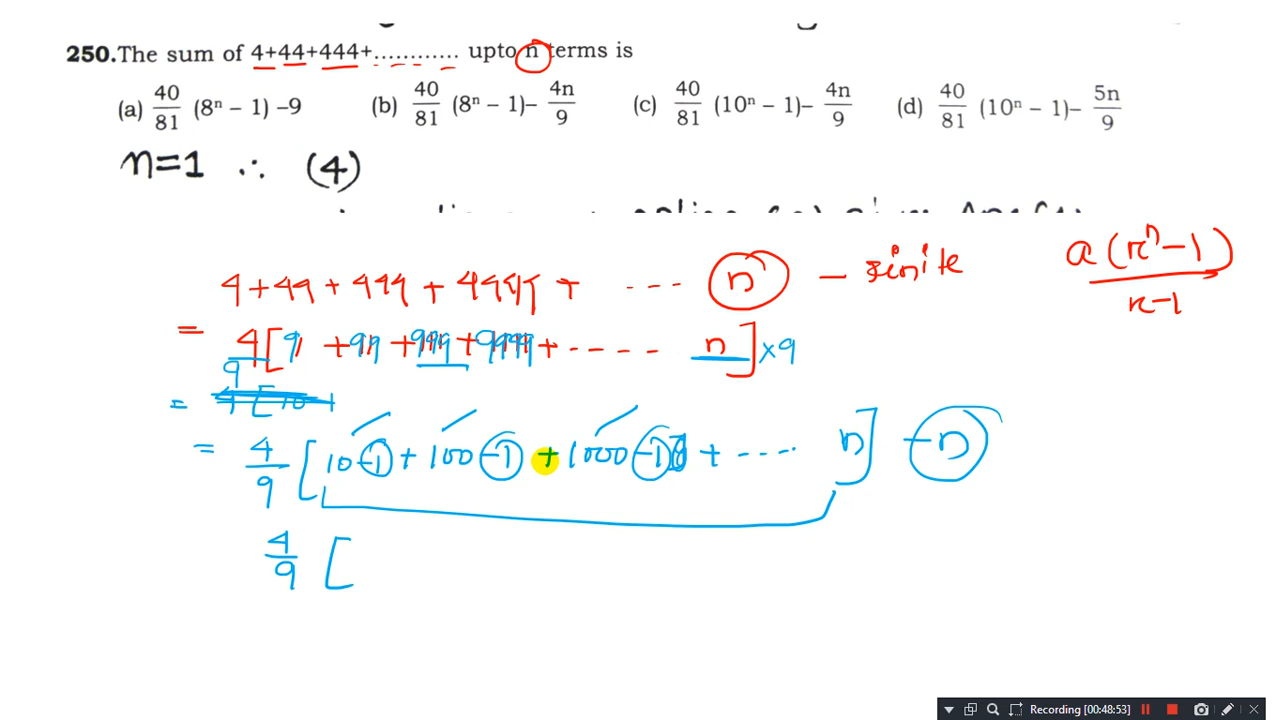 250.The sum of 4+44+444+............ upto n terms is
(a) 40/81 (8ⁿ – 1) –9 (b) 40/81 (8ⁿ – 1)– 4n/9 (c) 40/81 (10ⁿ – 1)– 4n/9 (d) 40/81 (10ⁿ – 1)– 5n/9
n=1 ∴ (4)
4+44+444+4444+ --- n – finite a(rⁿ–1)/r–1
= 4/9 [9 +99 +999 +9999 +----- n] ×9
= 4/9 [10–1 + 100–1 + 1000–1 + ---- n] –n
4/9 [
Recording [00:48:53]